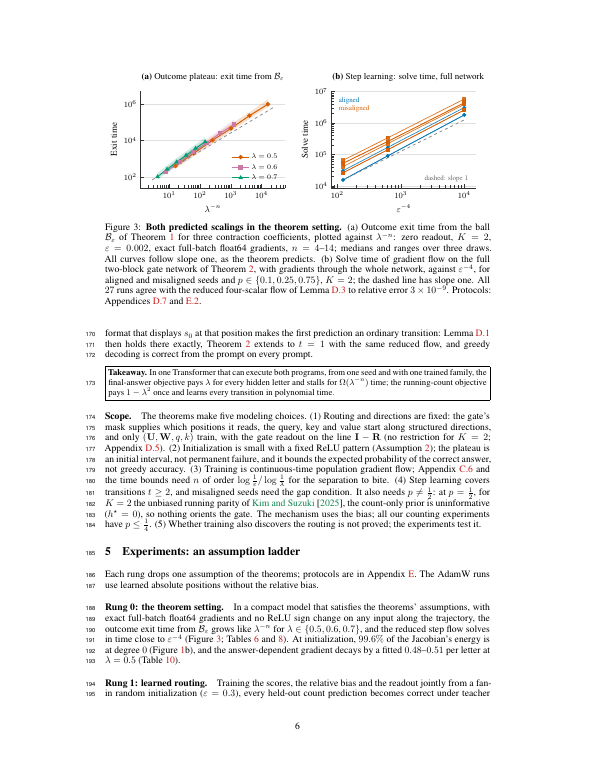 (a) Outcome plateau: exit time from B_ε
(b) Step learning: solve time, full network
10^6
10^4
10^2
Exit time
10^1 10^2 10^3 10^4
λ^{-n}
λ = 0.5
λ = 0.6
λ = 0.7
10^7
10^6
10^5
10^4
Solve time
aligned
misaligned
dashed: slope 1
10^2 10^3 10^4
ε^{-4}
Figure 3: Both predicted scalings in the theorem setting. (a) Outcome exit time from the ball
B_ε of Theorem 1 for three contraction coefficients, plotted against λ^{-n}: zero readout, K = 2,
ε = 0.002, exact full-batch float64 gradients, n = 4–14; medians and ranges over three draws.
All curves follow slope one, as the theorem predicts. (b) Solve time of gradient flow on the full
two-block gate network of Theorem 2, with gradients through the whole network, against ε^{-4}, for
aligned and misaligned seeds and p ∈ {0.1, 0.25, 0.75}, K = 2; the dashed line has slope one. All
27 runs agree with the reduced four-scalar flow of Lemma D.3 to relative error 3 × 10^{-9}. Protocols:
Appendices D.7 and E.2.
170 format that displays s_0 at that position makes the first prediction an ordinary transition: Lemma D.1
171 then holds there exactly, Theorem 2 extends to t = 1 with the same reduced flow, and greedy
172 decoding is correct from the prompt on every prompt.
Takeaway. In one Transformer that can execute both programs, from one seed and with one trained family, the
173 final-answer objective pays λ for every hidden letter and stalls for Ω(λ^{-n}) time; the running-count objective
pays 1 − λ^2 once and learns every transition in polynomial time.
174 Scope. The theorems make five modeling choices. (1) Routing and directions are fixed: the gate's
175 mask supplies which positions it reads, the query, key and value start along structured directions,
176 and only (U, W, q, k) train, with the gate readout on the line I − R (no restriction for K = 2;
177 Appendix D.5). (2) Initialization is small with a fixed ReLU pattern (Assumption 2); the plateau is
178 an initial interval, not permanent failure, and it bounds the expected probability of the correct answer,
179 not greedy accuracy. (3) Training is continuous-time population gradient flow; Appendix C.6 and
180 the time bounds need n of order log 1/ε / log 1/λ for the separation to bite. (4) Step learning covers
181 transitions t ≥ 2, and misaligned seeds need the gap condition. It also needs p ≠ 1/2: at p = 1/2, for
182 K = 2 the unbiased running parity of Kim and Suzuki [2025], the count-only prior is uninformative
183 (h* = 0), so nothing orients the gate. The mechanism uses the bias; all our counting experiments
184 have p ≤ 1/4. (5) Whether training also discovers the routing is not proved; the experiments test it.
185 5 Experiments: an assumption ladder
186 Each rung drops one assumption of the theorems; protocols are in Appendix E. The AdamW runs
187 use learned absolute positions without the relative bias.
188 Rung 0: the theorem setting. In a compact model that satisfies the theorems' assumptions, with
189 exact full-batch float64 gradients and no ReLU sign change on any input along the trajectory, the
190 outcome exit time from B_ε grows like λ^{-n} for λ ∈ {0.5, 0.6, 0.7}, and the reduced step flow solves
191 in time close to ε^{-4} (Figure 3; Tables 6 and 8). At initialization, 99.6% of the Jacobian's energy is
192 at degree 0 (Figure 1b), and the answer-dependent gradient decays by a fitted 0.48–0.51 per letter at
193 λ = 0.5 (Table 10).
194 Rung 1: learned routing. Training the scores, the relative bias and the readout jointly from a fan-
195 in random initialization (ε = 0.3), every held-out count prediction becomes correct under teacher
6